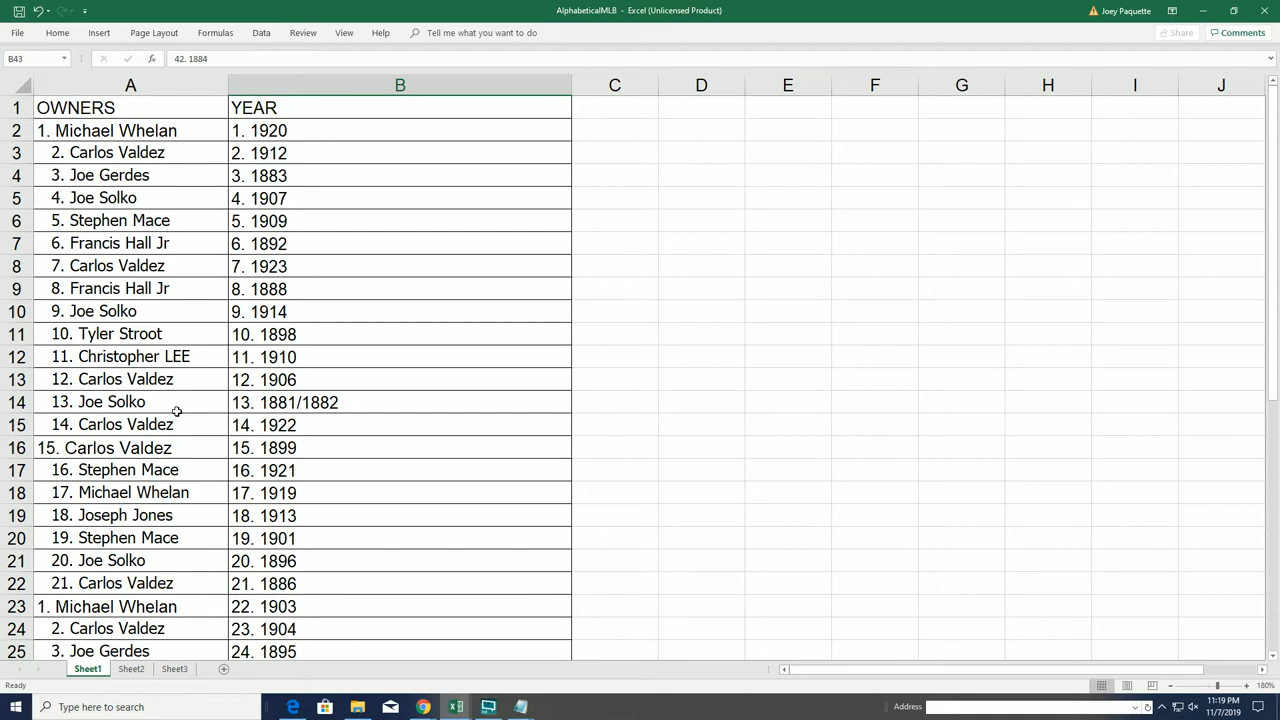 AlphabeticalMLB - Excel (Unlicensed Product)
Joey Paquette
File Home Insert Page Layout Formulas Data Review View Help Tell me what you want to do
Share Comments
B43 fx 42. 1884
A B C D E F G H I J
1 OWNERS YEAR
2 1. Michael Whelan 1. 1920
3 2. Carlos Valdez 2. 1912
4 3. Joe Gerdes 3. 1883
5 4. Joe Solko 4. 1907
6 5. Stephen Mace 5. 1909
7 6. Francis Hall Jr 6. 1892
8 7. Carlos Valdez 7. 1923
9 8. Francis Hall Jr 8. 1888
10 9. Joe Solko 9. 1914
11 10. Tyler Stroot 10. 1898
12 11. Christopher LEE 11. 1910
13 12. Carlos Valdez 12. 1906
14 13. Joe Solko 13. 1881/1882
15 14. Carlos Valdez 14. 1922
16 15. Carlos Valdez 15. 1899
17 16. Stephen Mace 16. 1921
18 17. Michael Whelan 17. 1919
19 18. Joseph Jones 18. 1913
20 19. Stephen Mace 19. 1901
21 20. Joe Solko 20. 1896
22 21. Carlos Valdez 21. 1886
23 1. Michael Whelan 22. 1903
24 2. Carlos Valdez 23. 1904
25 3. Joe Gerdes 24. 1895
Sheet1 Sheet2 Sheet3
Ready 180%
Type here to search
Address
11:19 PM
11/7/2019